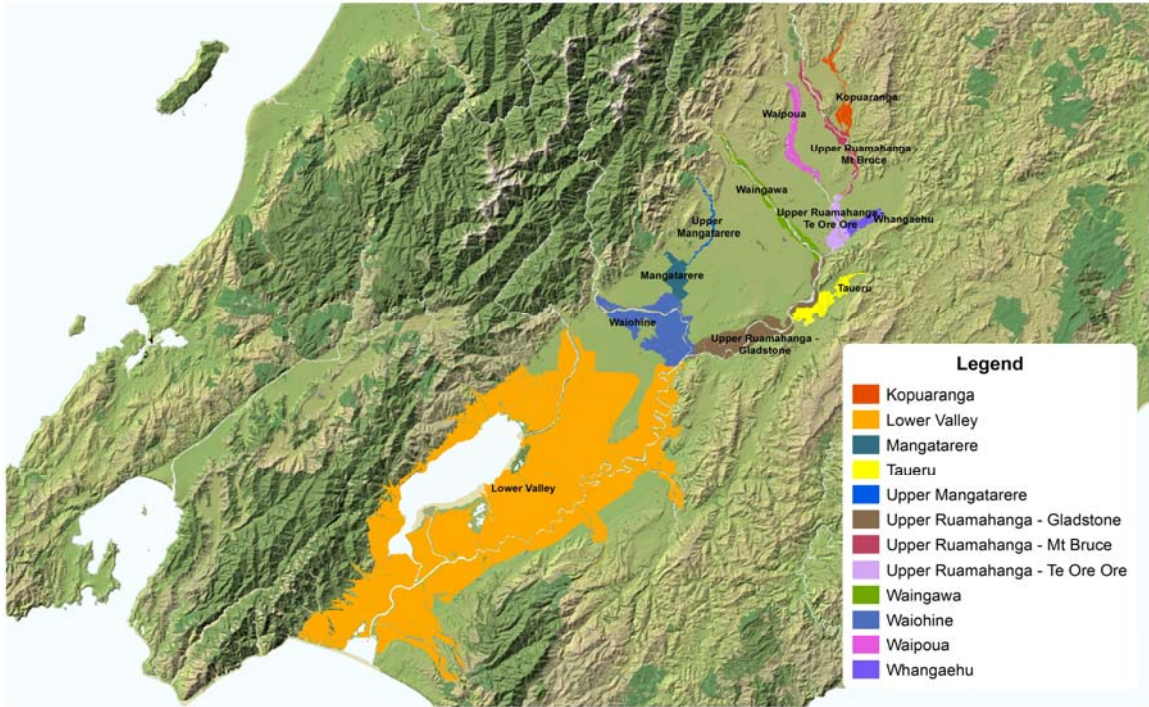 Kopuaranga
Waipoua
Upper Ruamahanga -
Mt Bruce
Waingawa
Upper Ruamahanga -
Te Ore Ore
Whangaehu
Upper
Mangatarere
Mangatarere
Taueru
Waiohine
Upper Ruamahanga -
Gladstone
Lower Valley
Legend
Kopuaranga
Lower Valley
Mangatarere
Taueru
Upper Mangatarere
Upper Ruamahanga - Gladstone
Upper Ruamahanga - Mt Bruce
Upper Ruamahanga - Te Ore Ore
Waingawa
Waiohine
Waipoua
Whangaehu